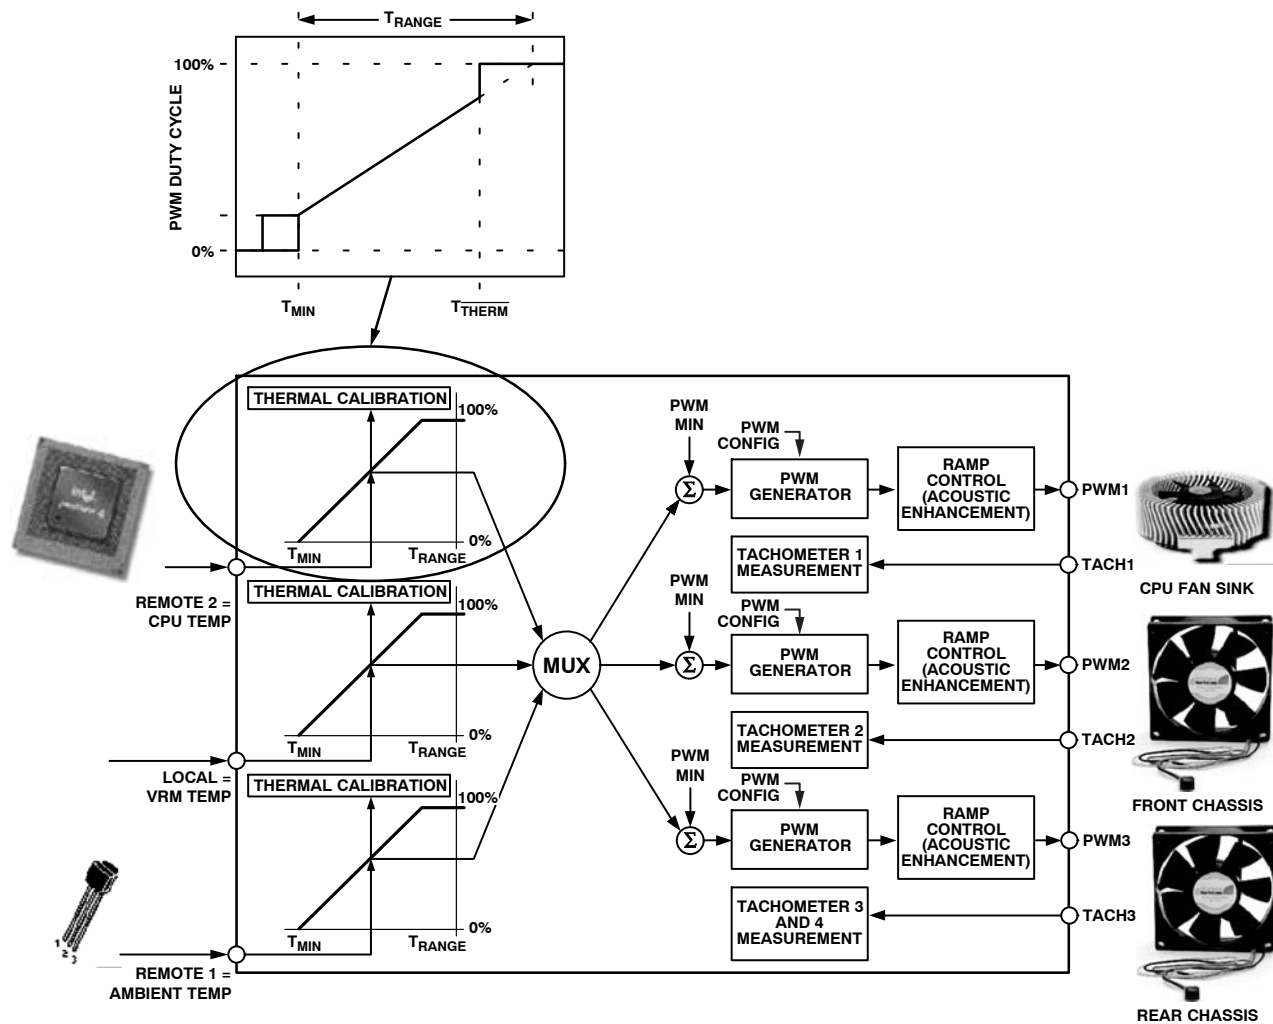 TRANGE
100%
PWM DUTY CYCLE
0%
TMIN
TTHERM
THERMAL CALIBRATION
100%
0%
TMIN
TRANGE
REMOTE 2 =
CPU TEMP
THERMAL CALIBRATION
100%
0%
TMIN
TRANGE
LOCAL =
VRM TEMP
THERMAL CALIBRATION
100%
0%
TMIN
TRANGE
1
2
3
REMOTE 1 =
AMBIENT TEMP
MUX
PWM
MIN
PWM
CONFIG
Σ
PWM
GENERATOR
RAMP
CONTROL
(ACOUSTIC
ENHANCEMENT)
PWM1
TACHOMETER 1
MEASUREMENT
TACH1
CPU FAN SINK
PWM
MIN
PWM
CONFIG
Σ
PWM
GENERATOR
RAMP
CONTROL
(ACOUSTIC
ENHANCEMENT)
PWM2
TACHOMETER 2
MEASUREMENT
TACH2
FRONT CHASSIS
PWM
MIN
PWM
CONFIG
Σ
PWM
GENERATOR
RAMP
CONTROL
(ACOUSTIC
ENHANCEMENT)
PWM3
TACHOMETER 3
AND 4
MEASUREMENT
TACH3
REAR CHASSIS